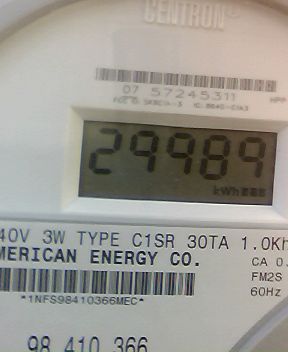 CENTRON®
07 57245311
29989
kWh
40V 3W TYPE C1SR 30TA 1.0Kh
MERICAN ENERGY CO.
CA 0.
FM2S
60Hz
*1NFS98410366MEC*
98 410 366